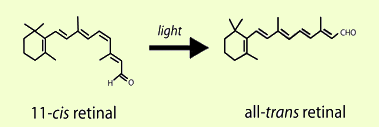 light
CHO
H O
11-cis retinal
all-trans retinal